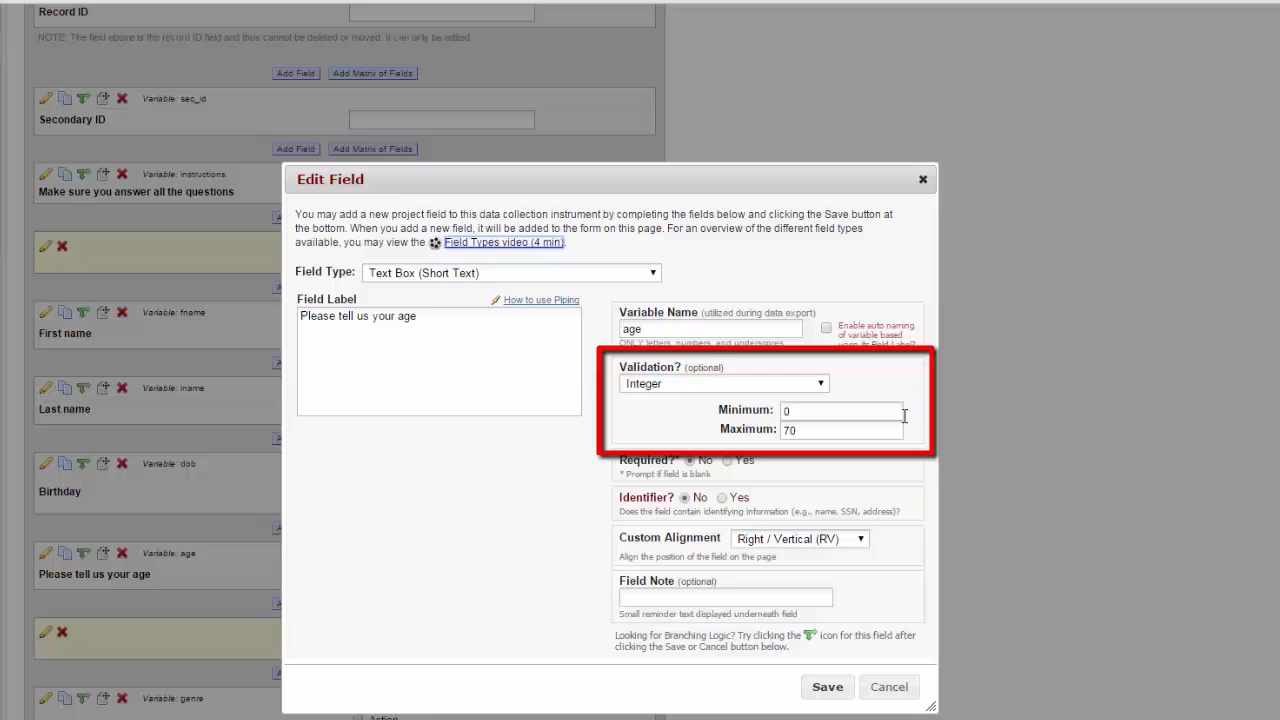 Record ID
NOTE: The field above is the record ID field and thus cannot be deleted or moved. It can only be edited.
Add Field Add Matrix of Fields
Variable: sec_id
Secondary ID
Add Field Add Matrix of Fields
Variable: instructions
Make sure you answer all the questions
Variable: fname
First name
Variable: lname
Last name
Variable: dob
Birthday
Variable: age
Please tell us your age
Variable: genre
Action
Edit Field
You may add a new project field to this data collection instrument by completing the fields below and clicking the Save button at
the bottom. When you add a new field, it will be added to the form on this page. For an overview of the different field types
available, you may view the Field Types video (4 min).
Field Type: Text Box (Short Text)
Field Label How to use Piping
Please tell us your age
Variable Name (utilized during data export)
age
ONLY letters, numbers, and underscores
Enable auto naming
of variable based
upon its Field Label?
Validation? (optional)
Integer
Minimum: 0
Maximum: 70
Required?* No Yes
* Prompt if field is blank
Identifier? No Yes
Does the field contain identifying information (e.g., name, SSN, address)?
Custom Alignment Right / Vertical (RV)
Align the position of the field on the page
Field Note (optional)
Small reminder text displayed underneath field
Looking for Branching Logic? Try clicking the icon for this field after
clicking the Save or Cancel button below.
Save Cancel